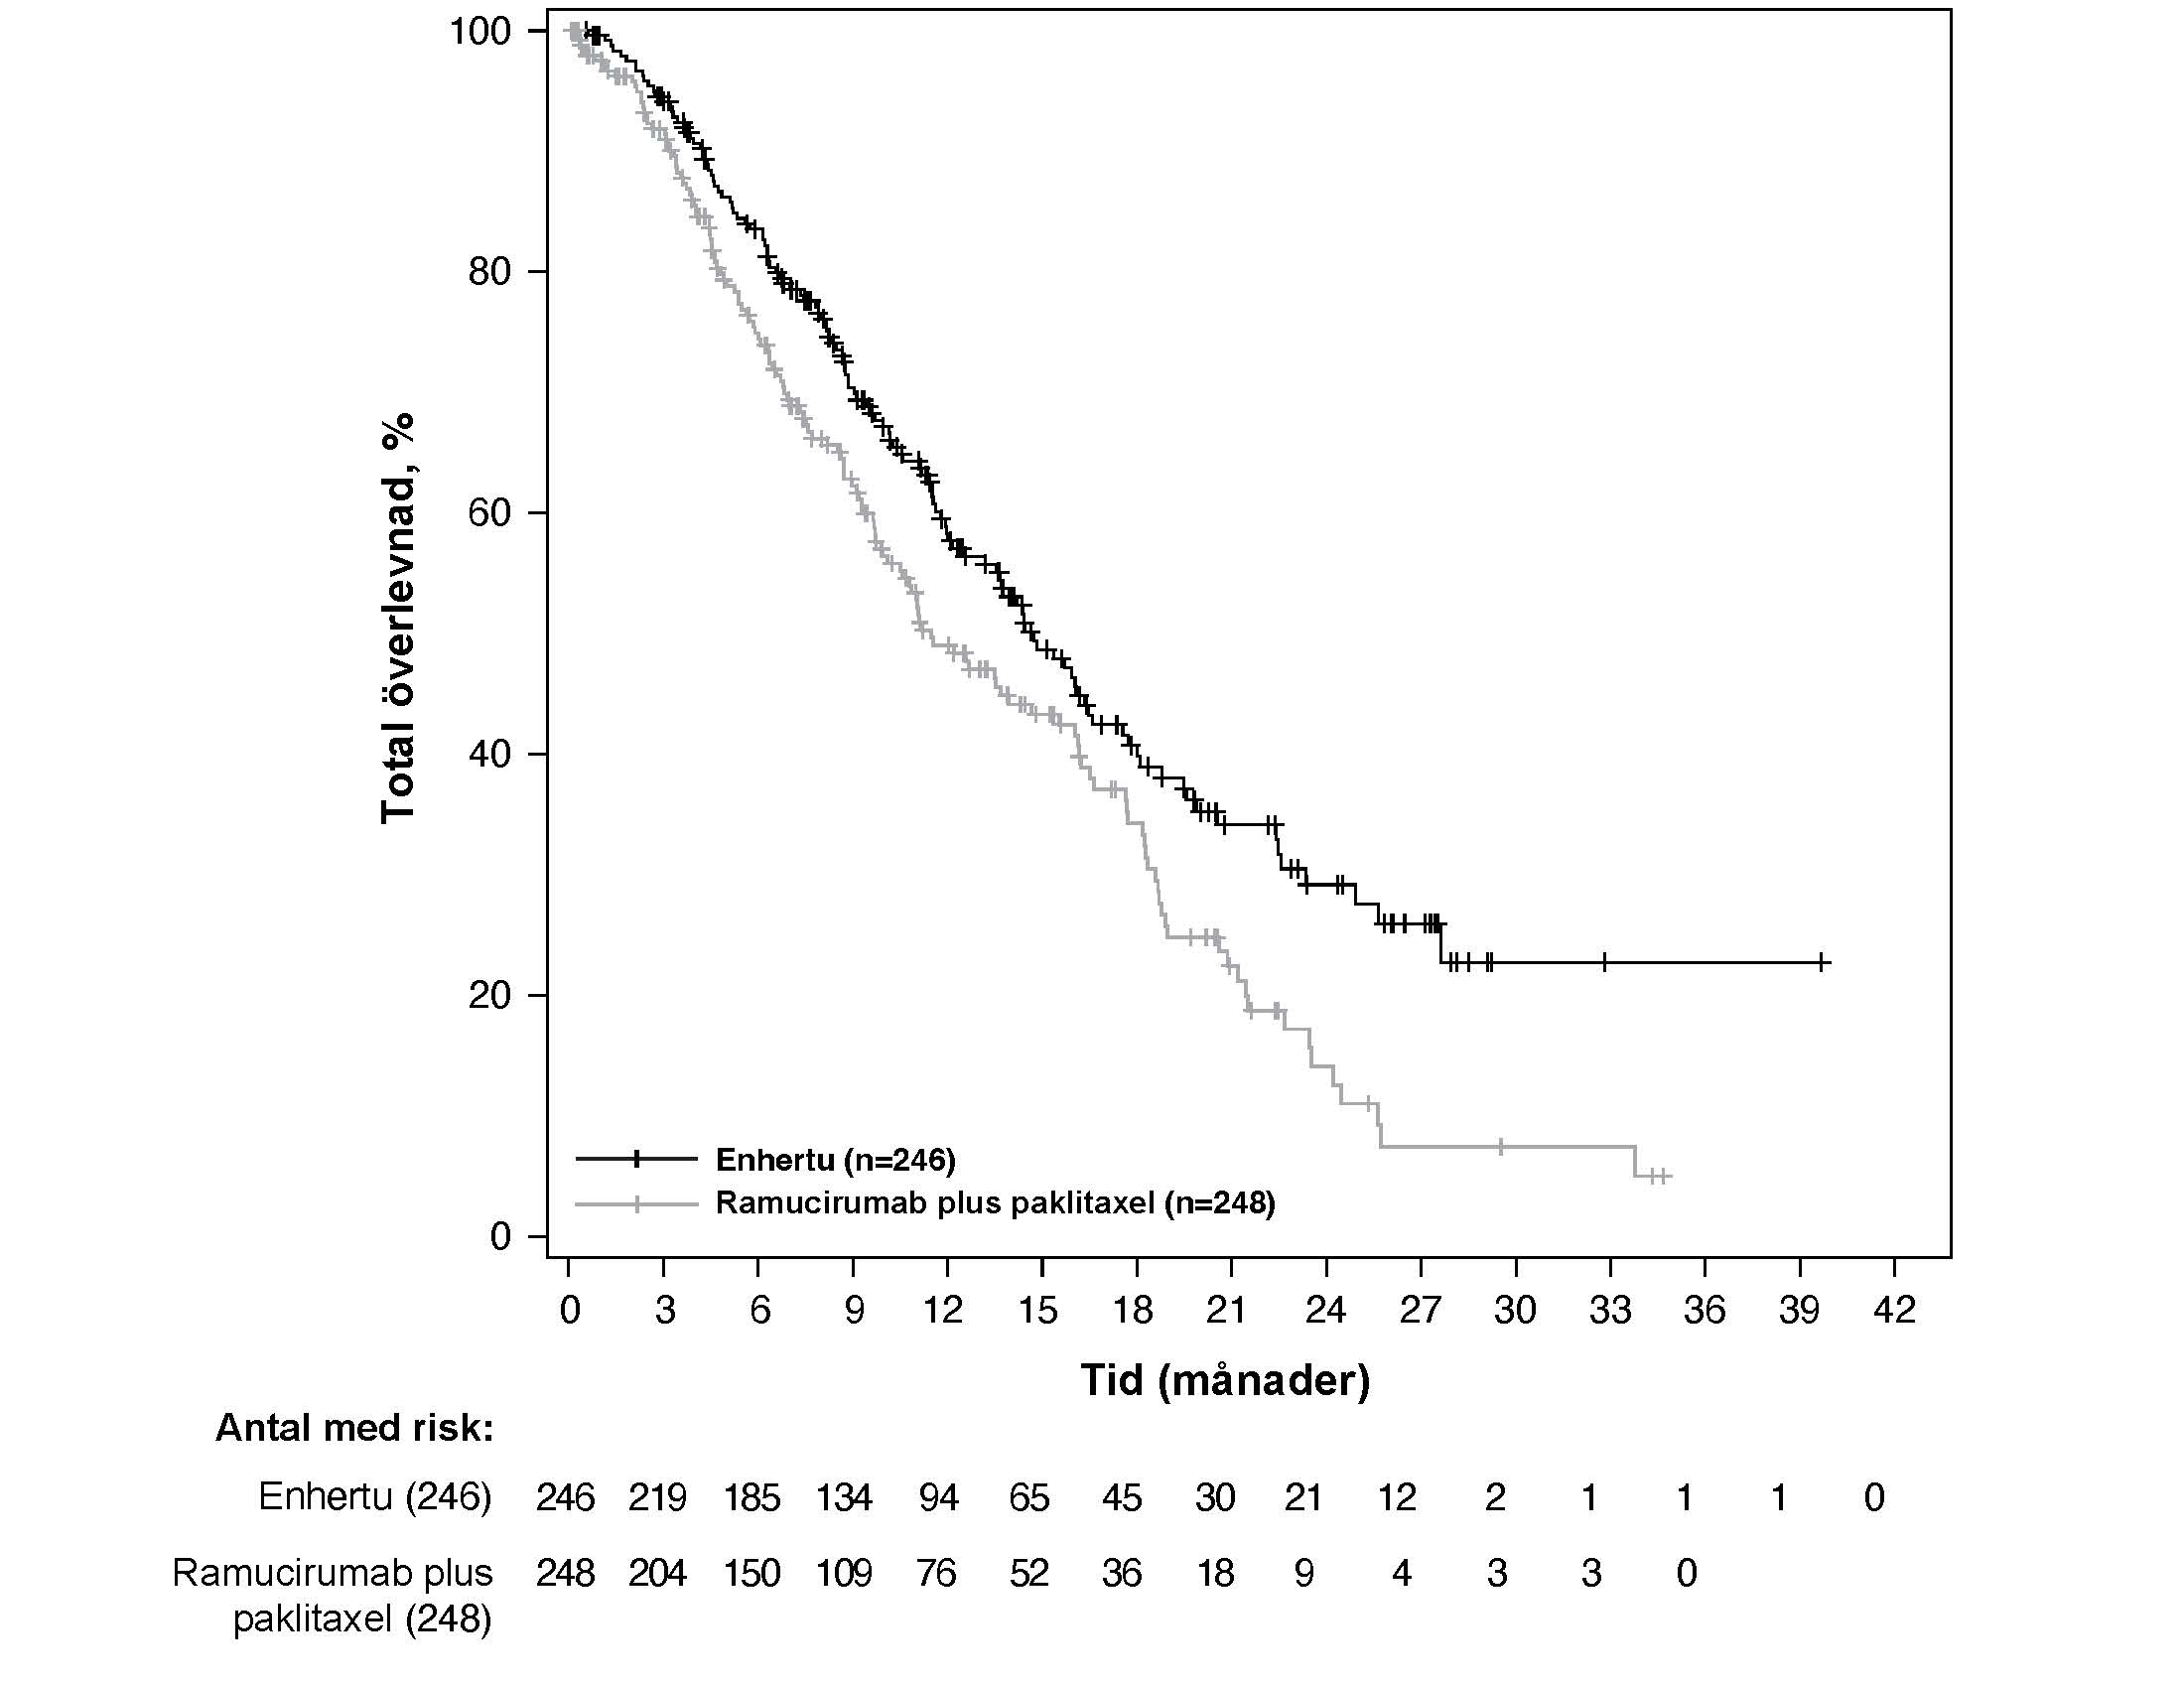 100
80
60
40
20
0
Total överlevnad, %
Enhertu (n=246)
Ramucirumab plus paklitaxel (n=248)
0 3 6 9 12 15 18 21 24 27 30 33 36 39 42
Tid (månader)
Antal med risk:
Enhertu (246) 246 219 185 134 94 65 45 30 21 12 2 1 1 1 0
Ramucirumab plus 248 204 150 109 76 52 36 18 9 4 3 3 0
paklitaxel (248)